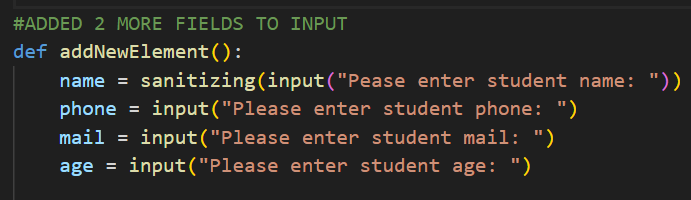 #ADDED 2 MORE FIELDS TO INPUT
def addNewElement():
    name = sanitizing(input("Pease enter student name: "))
    phone = input("Please enter student phone: ")
    mail = input("Please enter student mail: ")
    age = input("Please enter student age: ")